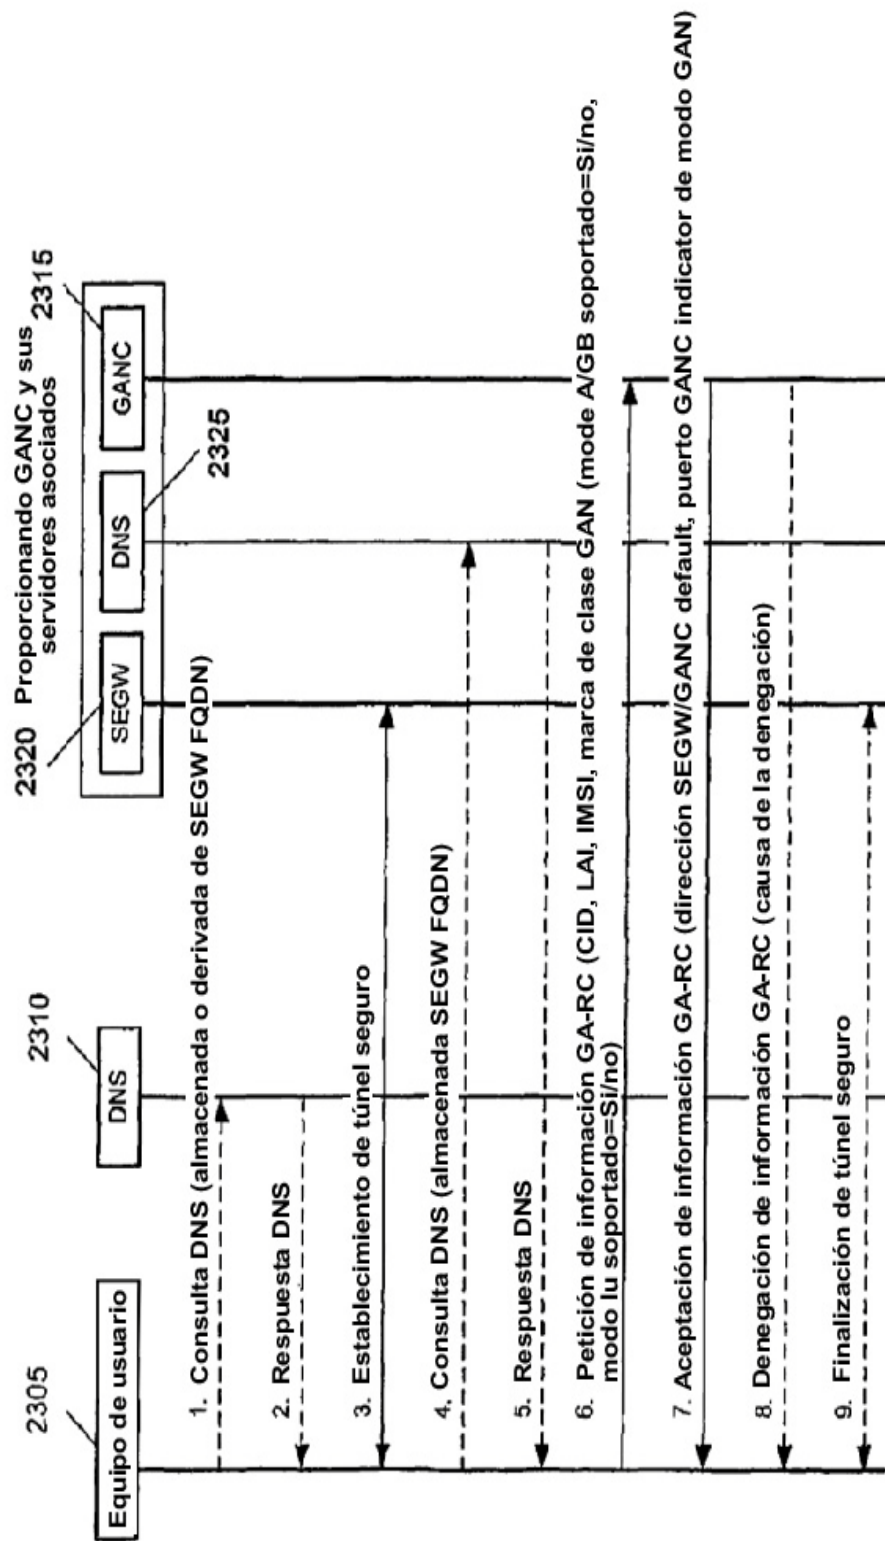 2320 Proporcionando GANC y sus
servidores asociados
2315
2305
2310
2325
Equipo de usuario
DNS
SEGW
DNS
GANC
1. Consulta DNS (almacenada o derivada de SEGW FQDN)
2. Respuesta DNS
3. Establecimiento de túnel seguro
4. Consulta DNS (almacenada SEGW FQDN)
5. Respuesta DNS
6. Petición de información GA-RC (CID, LAI, IMSI, marca de clase GAN (mode A/GB soportado=Si/no,
modo lu soportado=Si/no)
7. Aceptación de información GA-RC (dirección SEGW/GANC default, puerto GANC indicator de modo GAN)
8. Denegación de información GA-RC (causa de la denegación)
9. Finalización de túnel seguro